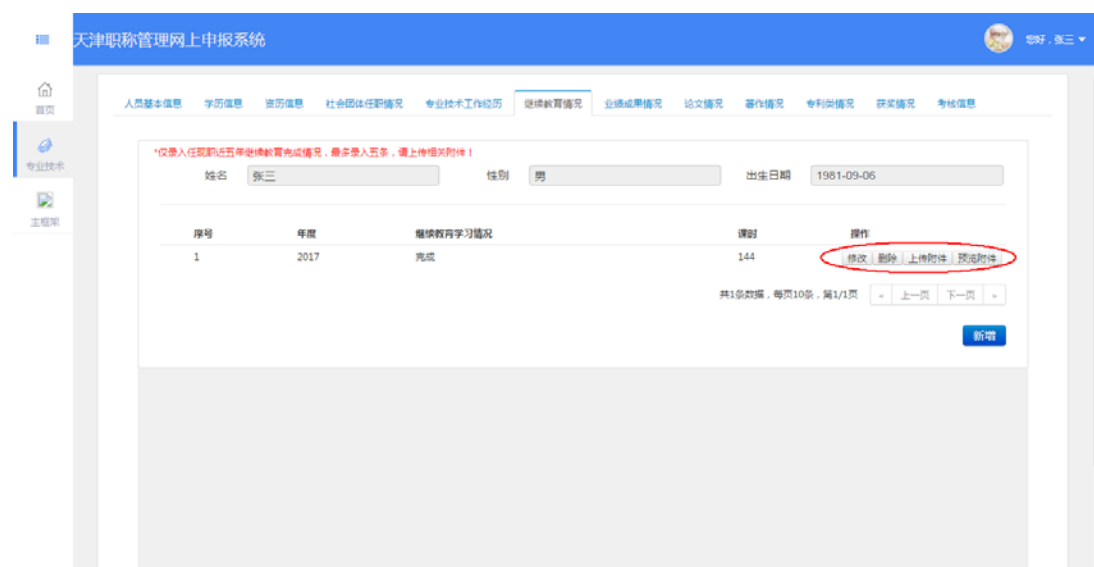 天津职称管理网上申报系统
您好，张三
首页
专业技术
主框架
人员基本信息 学历信息 资历信息 社会团体任职情况 专业技术工作经历 继续教育情况 业绩成果情况 论文情况 著作情况 专利类情况 获奖情况 考核信息
*仅录入任现职近五年继续教育完成情况，最多录入五条，请上传相关附件！
姓名 张三 性别 男 出生日期 1981-09-06
序号 年度 继续教育学习情况 课时 操作
1 2017 完成 144 修改 删除 上传附件 预览附件
共1条数据，每页10条，第1/1页 « 上一页 下一页 »
新增